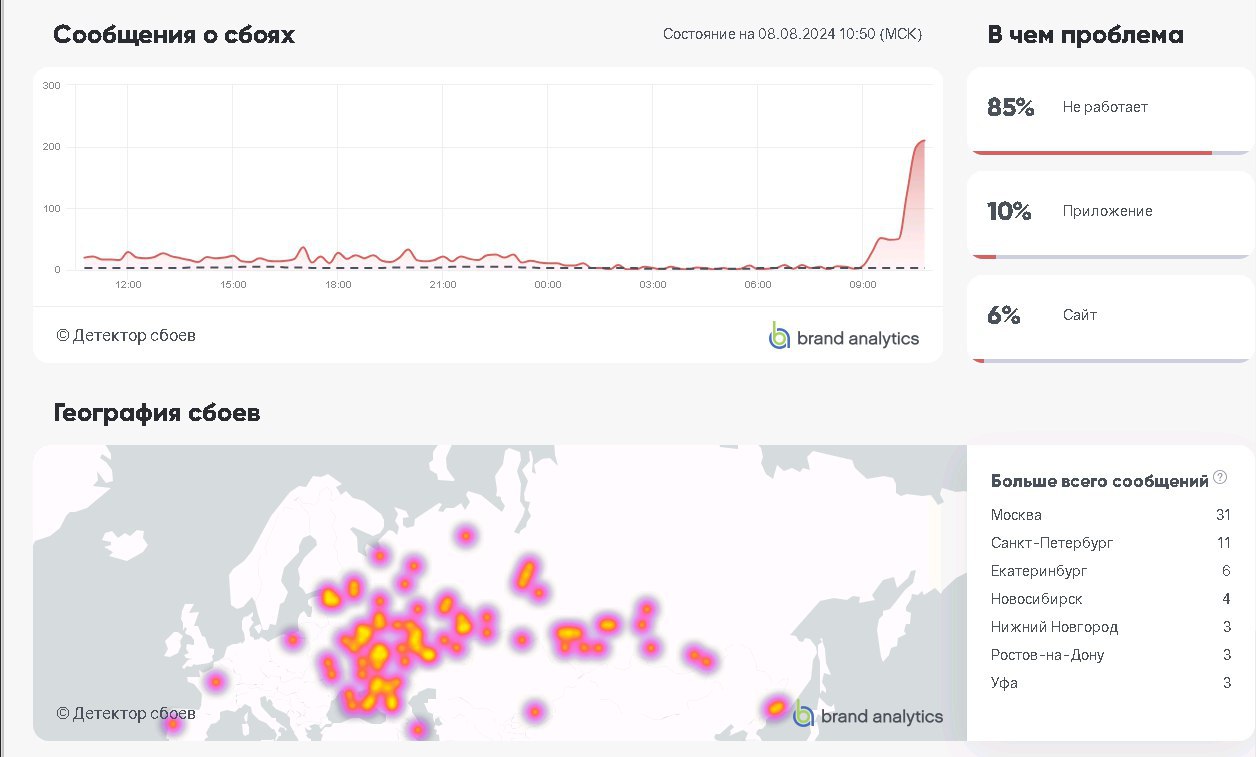 Сообщения о сбоях
Состояние на 08.08.2024 10:50 (МСК)
300
200
100
0
12:00 15:00 18:00 21:00 00:00 03:00 06:00 09:00
© Детектор сбоев
brand analytics
В чем проблема
85% Не работает
10% Приложение
6% Сайт
География сбоев
© Детектор сбоев
brand analytics
Больше всего сообщений ?
Москва 31
Санкт-Петербург 11
Екатеринбург 6
Новосибирск 4
Нижний Новгород 3
Ростов-на-Дону 3
Уфа 3